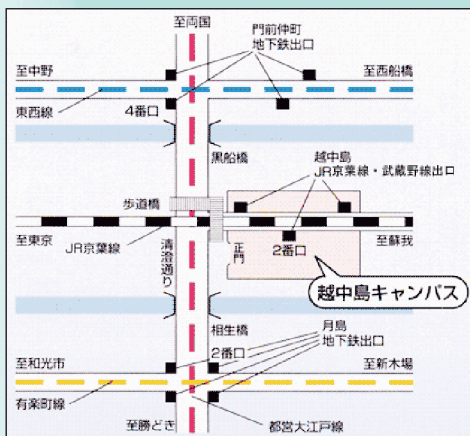 至両国
門前仲町
地下鉄出口
至中野
至西船橋
東西線
4番口
黒船橋
越中島
JR京葉線・武蔵野線出口
歩道橋
至東京
JR京葉線
清澄通り
正門
2番口
至蘇我
越中島キャンパス
相生橋
月島
地下鉄出口
2番口
至和光市
至新木場
有楽町線
至勝どき
都営大江戸線